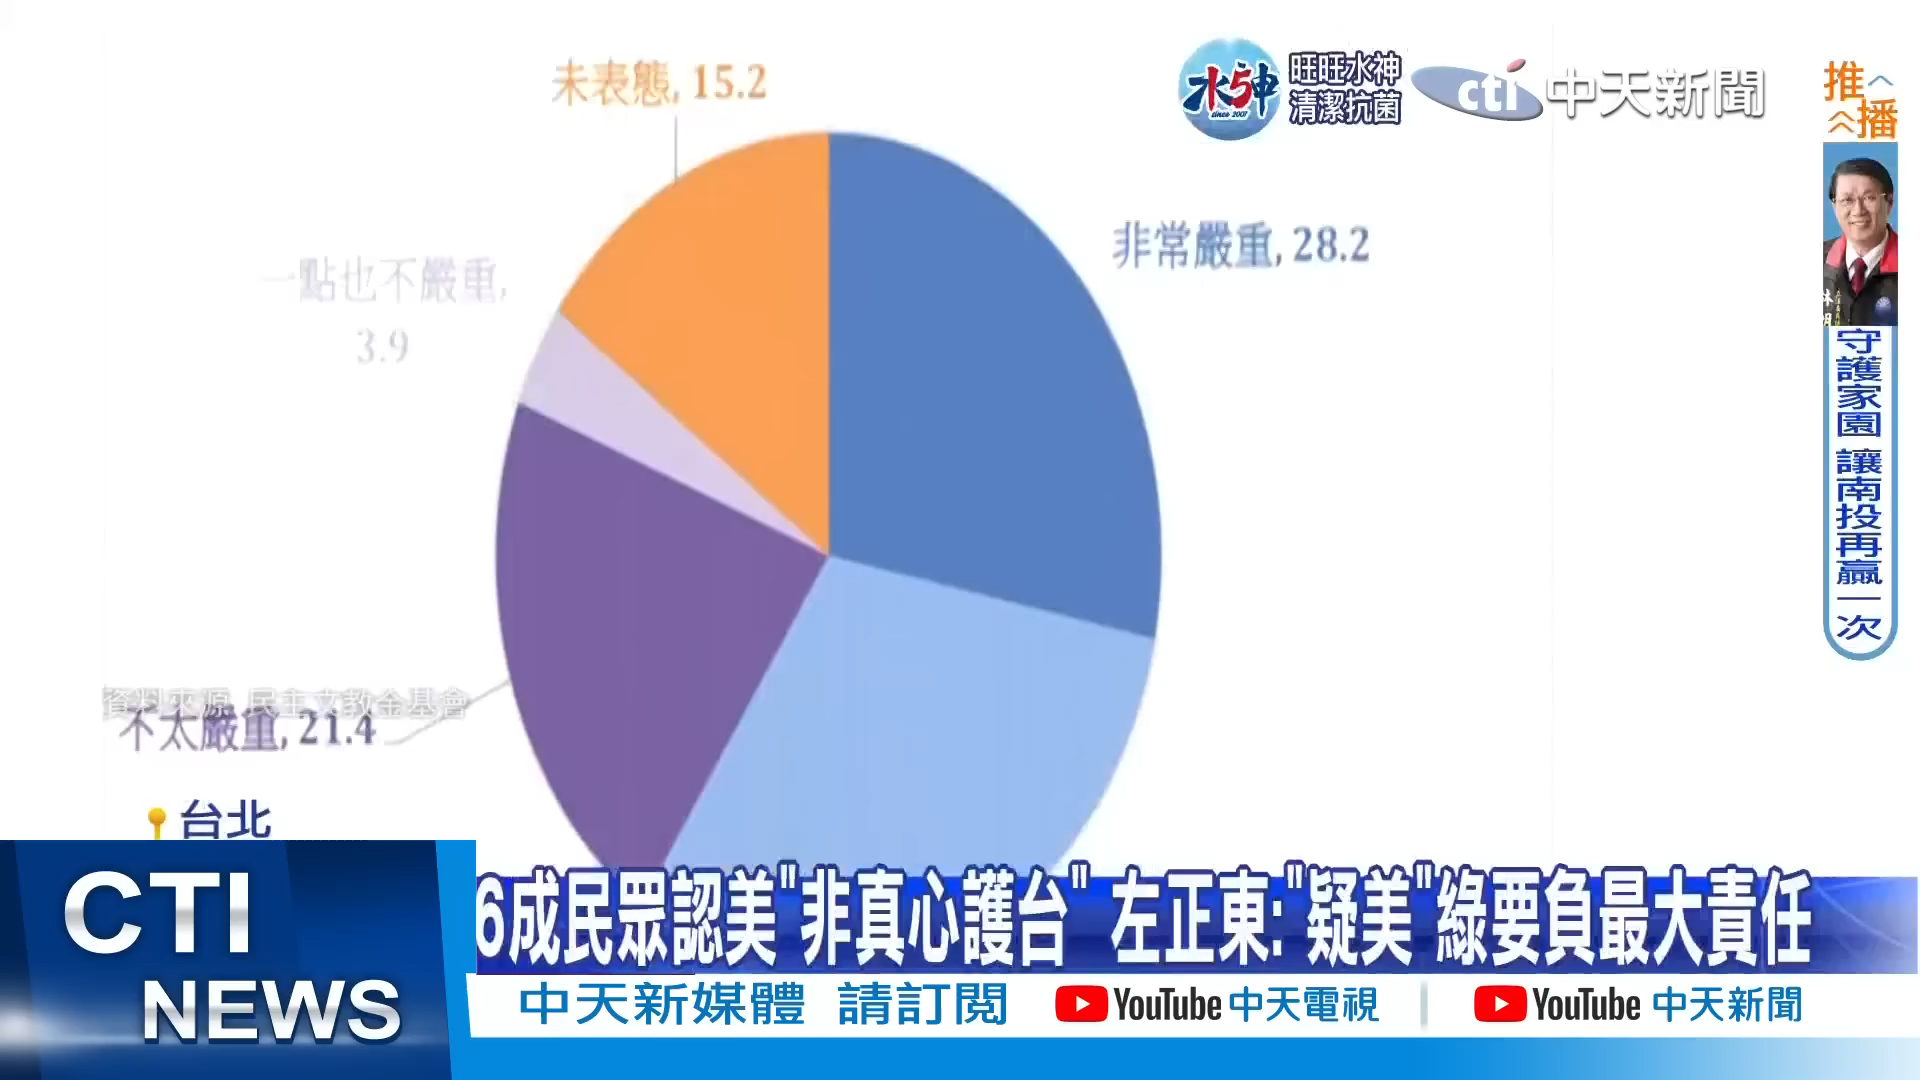 未表態, 15.2
非常嚴重, 28.2
一點也不嚴重,
3.9
資料來源 民主文教金基會
不太嚴重, 21.4
水神
since 2007
旺旺水神
清潔抗菌
cti 中天新聞
推播
守護家園 讓南投再贏一次
台北
CTI
NEWS
6成民眾認美"非真心護台" 左正東:"疑美"綠要負最大責任
中天新媒體 請訂閱
YouTube 中天電視
YouTube 中天新聞